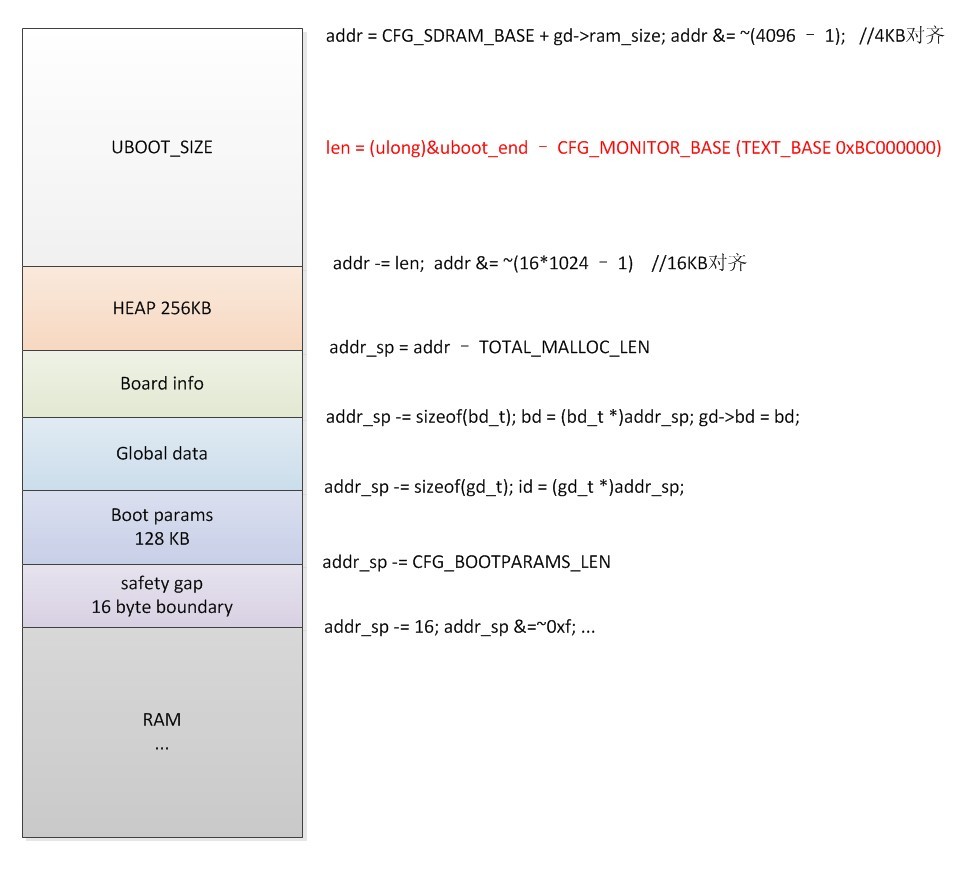 addr = CFG_SDRAM_BASE + gd->ram_size; addr &= ~(4096 – 1); //4KB对齐
UBOOT_SIZE
len = (ulong)&uboot_end – CFG_MONITOR_BASE (TEXT_BASE 0xBC000000)
addr -= len; addr &= ~(16*1024 – 1) //16KB对齐
HEAP 256KB
addr_sp = addr – TOTAL_MALLOC_LEN
Board info
addr_sp -= sizeof(bd_t); bd = (bd_t *)addr_sp; gd->bd = bd;
Global data
addr_sp -= sizeof(gd_t); id = (gd_t *)addr_sp;
Boot params
128 KB
addr_sp -= CFG_BOOTPARAMS_LEN
safety gap
16 byte boundary
addr_sp -= 16; addr_sp &=~0xf; ...
RAM
...